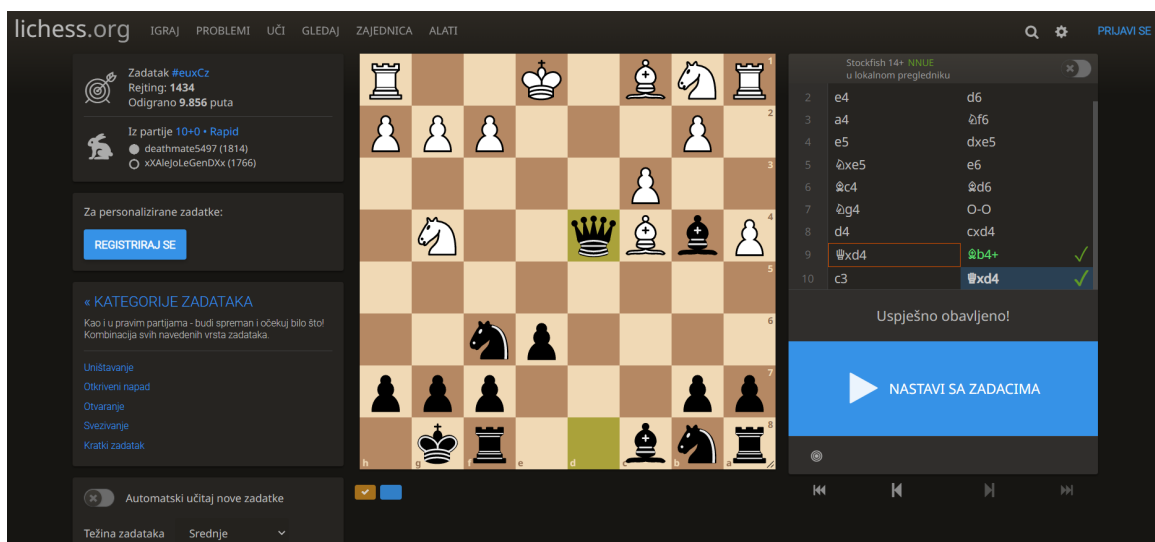 lichess.org IGRAJ PROBLEMI UČI GLEDAJ ZAJEDNICA ALATI PRIJAVI SE
Zadatak #euxCz
Rejting: 1434
Odigrano 9.856 puta
Iz partije 10+0 • Rapid
deathmate5497 (1814)
xXAleJoLeGenDXx (1766)
Za personalizirane zadatke:
REGISTRIRAJ SE
« KATEGORIJE ZADATAKA
Kao i u pravim partijama - budi spreman i očekuj bilo što!
Kombinacija svih navedenih vrsta zadataka.
Uništavanje
Otkriveni napad
Otvaranje
Svezivanje
Kratki zadatak
Automatski učitaj nove zadatke
Težina zadataka Srednje
1
2
3
4
5
6
7
8
h g f e d c b a
Stockfish 14+ NNUE
u lokalnom pregledniku
2 e4 d6
3 a4 ♘f6
4 e5 dxe5
5 ♘xe5 e6
6 ♗c4 ♗d6
7 ♘g4 O-O
8 d4 cxd4
9 ♕xd4 ♗b4+ ✓
10 c3 ♕xd4 ✓
Uspješno obavljeno!
NASTAVI SA ZADACIMA